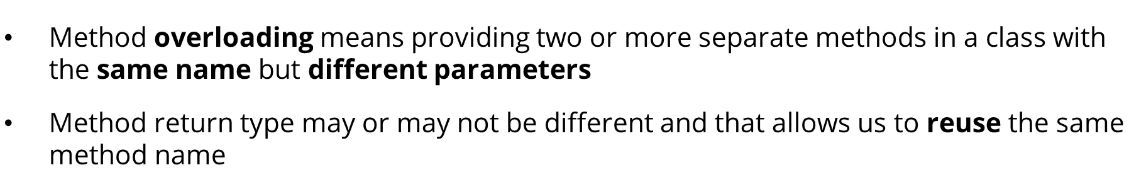 • Method overloading means providing two or more separate methods in a class with
the same name but different parameters
• Method return type may or may not be different and that allows us to reuse the same
method name